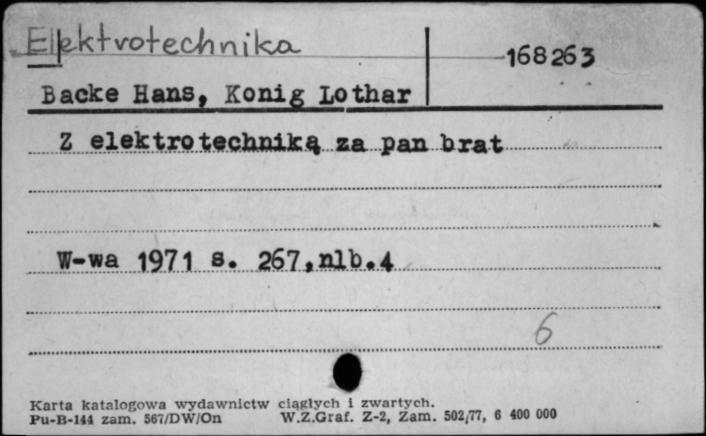 Elektrotechnika
168263
Backe Hans, Konig Lothar
Z elektrotechniką za pan brat
W-wa 1971 s. 267,nlb.4
6
Karta katalogowa wydawnictw ciągłych i zwartych.
Pu-B-144 zam. 567/DW/On W.Z.Graf. Z-2, Zam. 502/77, 6 400 000